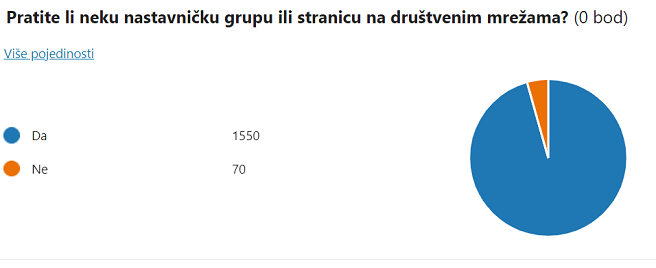 Pratite li neku nastavničku grupu ili stranicu na društvenim mrežama? (0 bod)
Više pojedinosti
Da 1550
Ne 70